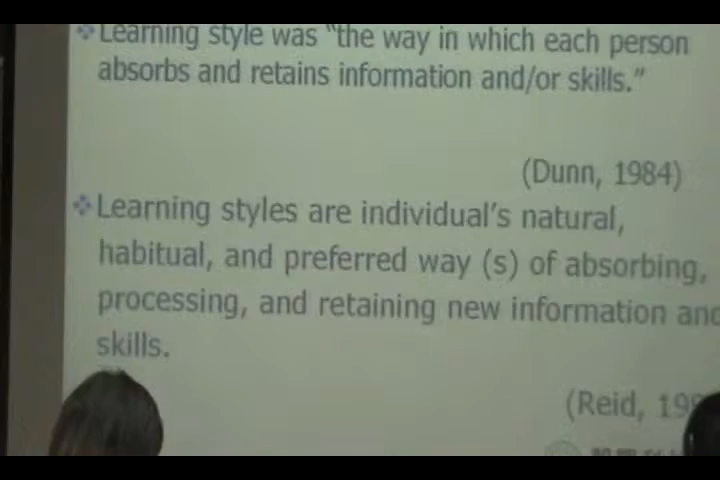 Learning style was "the way in which each person
absorbs and retains information and/or skills."
(Dunn, 1984)
Learning styles are individual's natural,
habitual, and preferred way (s) of absorbing,
processing, and retaining new information and
skills.
(Reid,